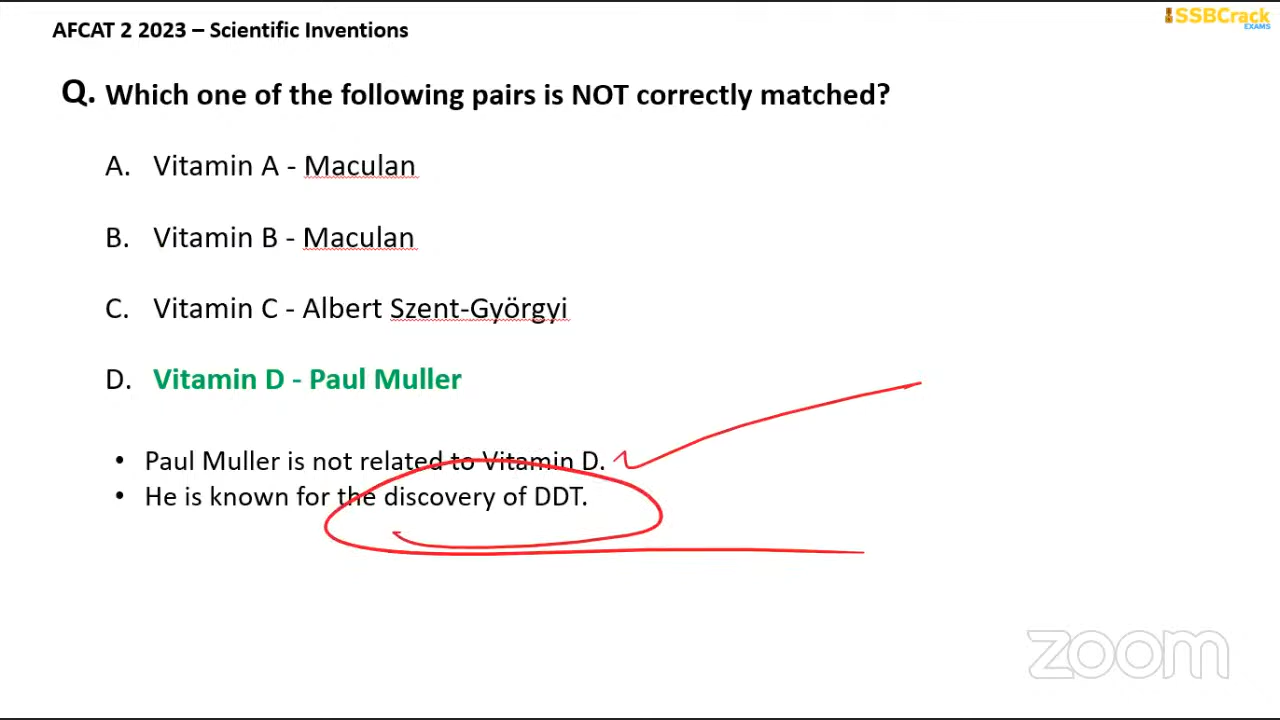 AFCAT 2 2023 – Scientific Inventions
SSBCrack
EXAMS
Q. Which one of the following pairs is NOT correctly matched?
A. Vitamin A - Maculan
B. Vitamin B - Maculan
C. Vitamin C - Albert Szent-Györgyi
D. Vitamin D - Paul Muller
• Paul Muller is not related to Vitamin D.
• He is known for the discovery of DDT.
zoom